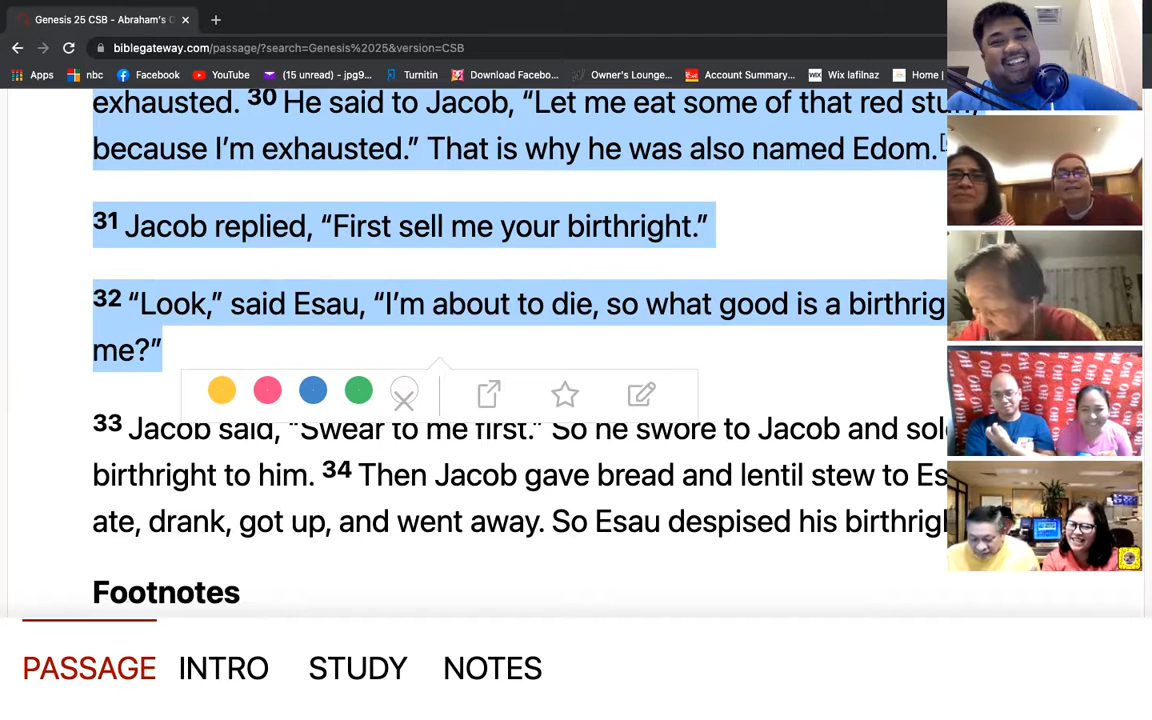 Genesis 25 CSB - Abraham's
biblegateway.com/passage/?search=Genesis%2025&version=CSB
Apps nbc Facebook YouTube (15 unread) - jpg9... Turnitin Download Facebo... Owner's Lounge... Account Summary... WIX Wix lafilnaz Home |
exhausted. 30 He said to Jacob, “Let me eat some of that red stuff,
because I’m exhausted.” That is why he was also named Edom.
31 Jacob replied, “First sell me your birthright.”
32 “Look,” said Esau, “I’m about to die, so what good is a birthrig
me?”
33 Jacob said, “Swear to me first.” So he swore to Jacob and sol
birthright to him. 34 Then Jacob gave bread and lentil stew to Es
ate, drank, got up, and went away. So Esau despised his birthrigh
Footnotes
PASSAGE INTRO STUDY NOTES
HO HO HO